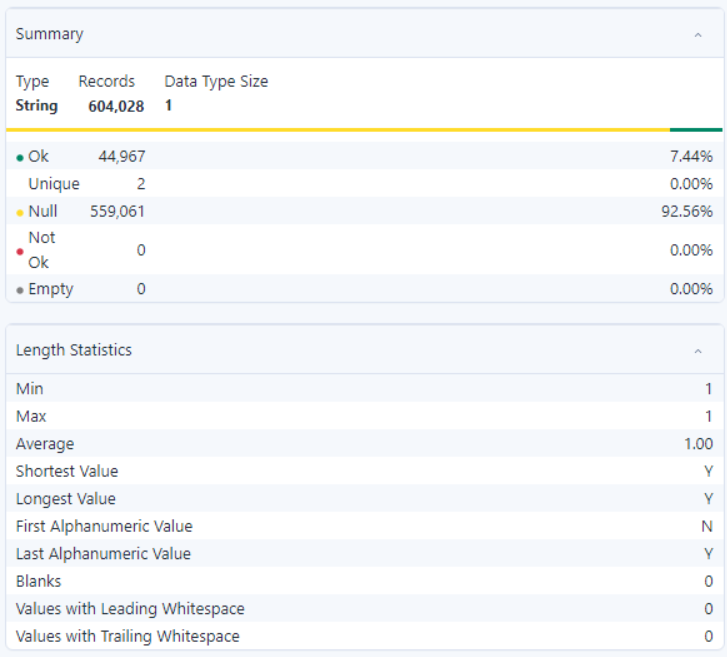 Summary
Type Records Data Type Size
String 604,028 1
Ok 44,967 7.44%
Unique 2 0.00%
Null 559,061 92.56%
Not
Ok 0 0.00%
Empty 0 0.00%
Length Statistics
Min 1
Max 1
Average 1.00
Shortest Value Y
Longest Value Y
First Alphanumeric Value N
Last Alphanumeric Value Y
Blanks 0
Values with Leading Whitespace 0
Values with Trailing Whitespace 0